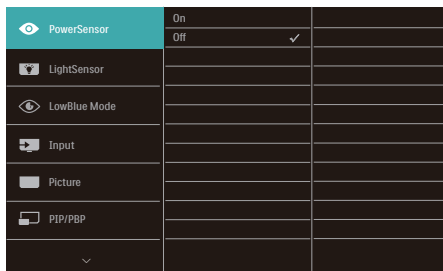 PowerSensor
On
Off
LightSensor
LowBlue Mode
Input
Picture
PIP/PBP